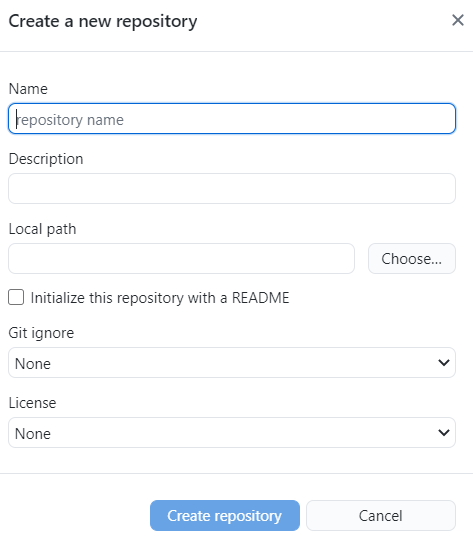 Create a new repository
Name
repository name
Description
Local path
Choose...
Initialize this repository with a README
Git ignore
None
License
None
Create repository
Cancel